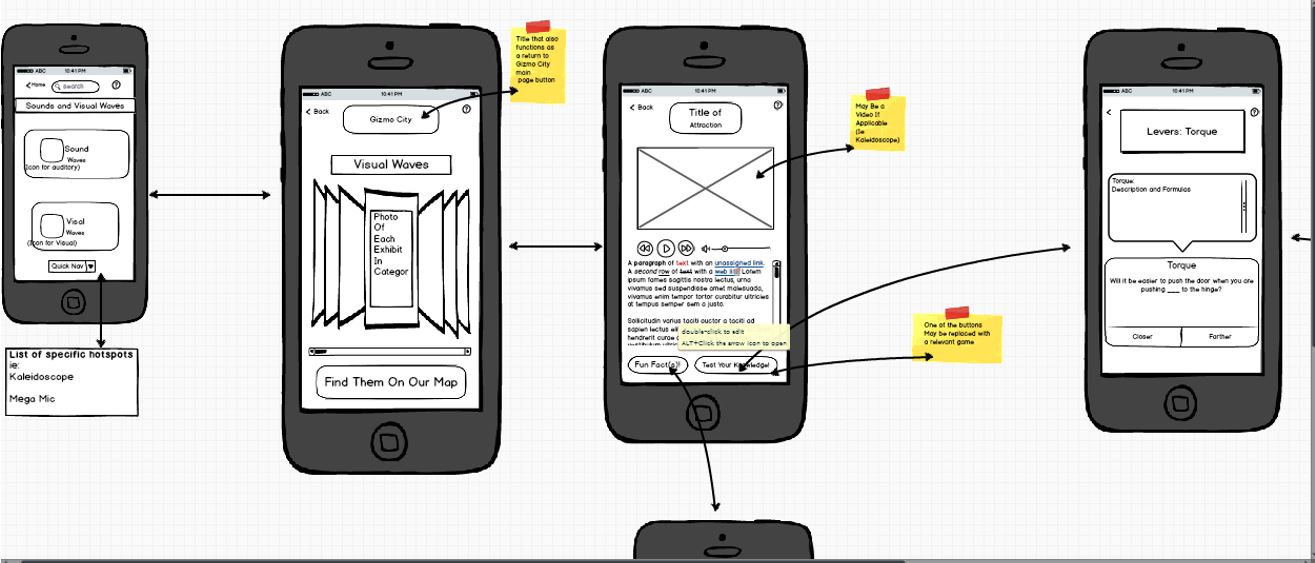 ABC 10:41 PM
Home search ?
Sounds and Visual Waves
Sound
Waves
(Icon for auditory)
Visal
Waves
(Icon for Visual)
Quick Nav
List of specific hotspots
ie:
Kaleidoscope
Mega Mic
ABC 10:41 PM
Back
Gizmo City
?
Visual Waves
Photo
Of
Each
Exhibit
In
Categor
Find Them On Our Map
Title that also
functions as
a return to
Gizmo City
main
page button
ABC 10:41 PM
Back
Title of
Attraction
?
A paragraph of text with an unassigned link.
A second row of text with a web link Lorem
ipsum fames sagittis nostra lectus, urna
vivamus sed suspendisse amet malesuada,
vivamus enim tempor tortor curabitur ultricies
at tempus semper sem a justo.
Sollicitudin varius taciti auctor a taciti ad
sapien lectus
hendrerit curae
double-click to edit
ALT+Click the arrow icon to open
Fun Fact(s)!
Test Your Knowledge!
May Be a
Video If
Applicable
(Ie
Kaleidoscope)
One of the buttons
May be replaced with
a relevant game
ABC 10:41 PM
?
Levers: Torque
Torque:
Description and Formulas
Torque
Will it be easier to push the door when you are
pushing ___ to the hinge?
Closer Farther